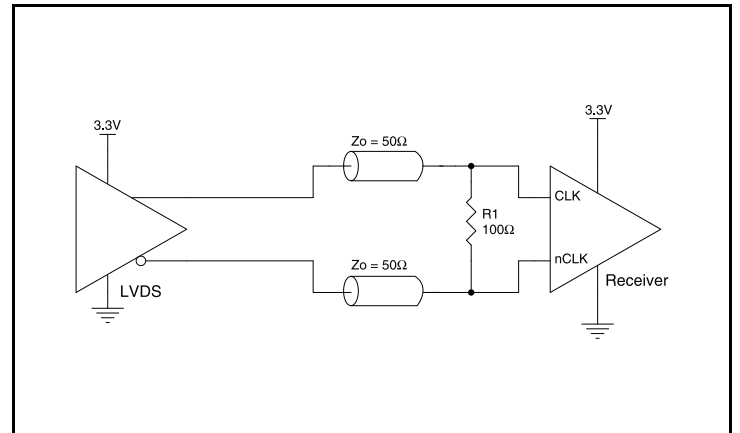 3.3V
3.3V
Zo = 50Ω
CLK
R1
100Ω
Zo = 50Ω
nCLK
LVDS
Receiver